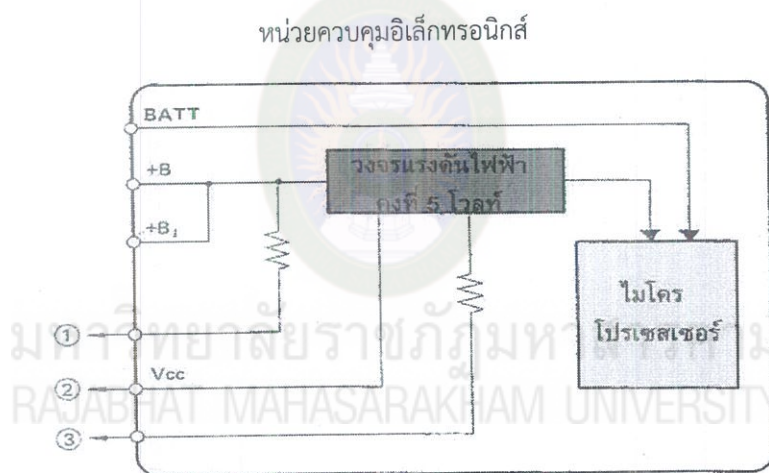 หน่วยควบคุมอิเล็กทรอนิกส์
BATT
+B
+B₁
วงจรแรงดันไฟฟ้า
คงที่ 5 โวลท์
ไมโคร
โปรเซสเซอร์
①
Vcc
②
③
มหาวิทยาลัยราชภัฏมหาสารคาม
RAJABHAT MAHASARAKHAM UNIVERSITY